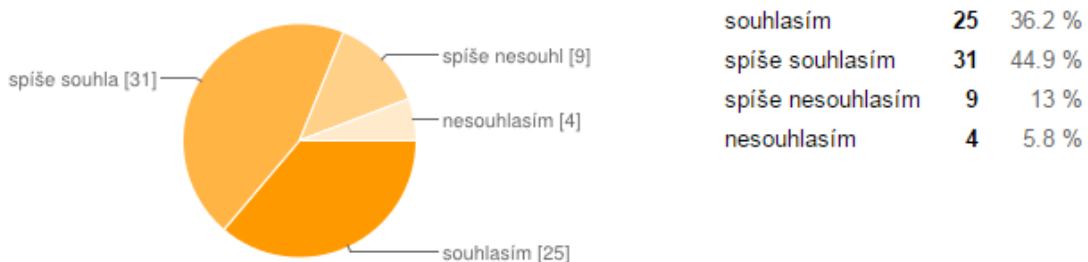 spíše souhla [31]
spíše nesouhl [9]
nesouhlasím [4]
souhlasím [25]
souhlasím 25 36.2 %
spíše souhlasím 31 44.9 %
spíše nesouhlasím 9 13 %
nesouhlasím 4 5.8 %